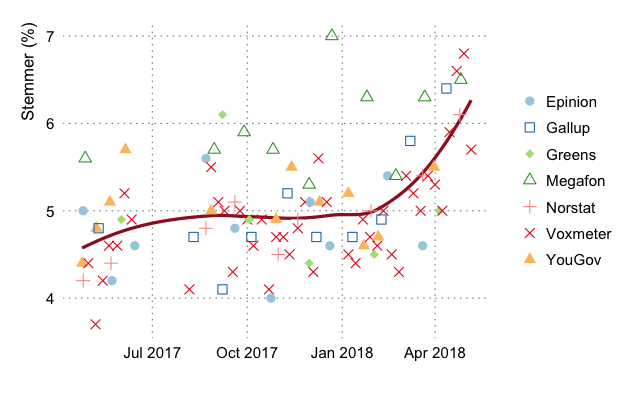 Stemmer (%)
7
6
5
4
Jul 2017
Oct 2017
Jan 2018
Apr 2018
Epinion
Gallup
Greens
Megafon
Norstat
Voxmeter
YouGov